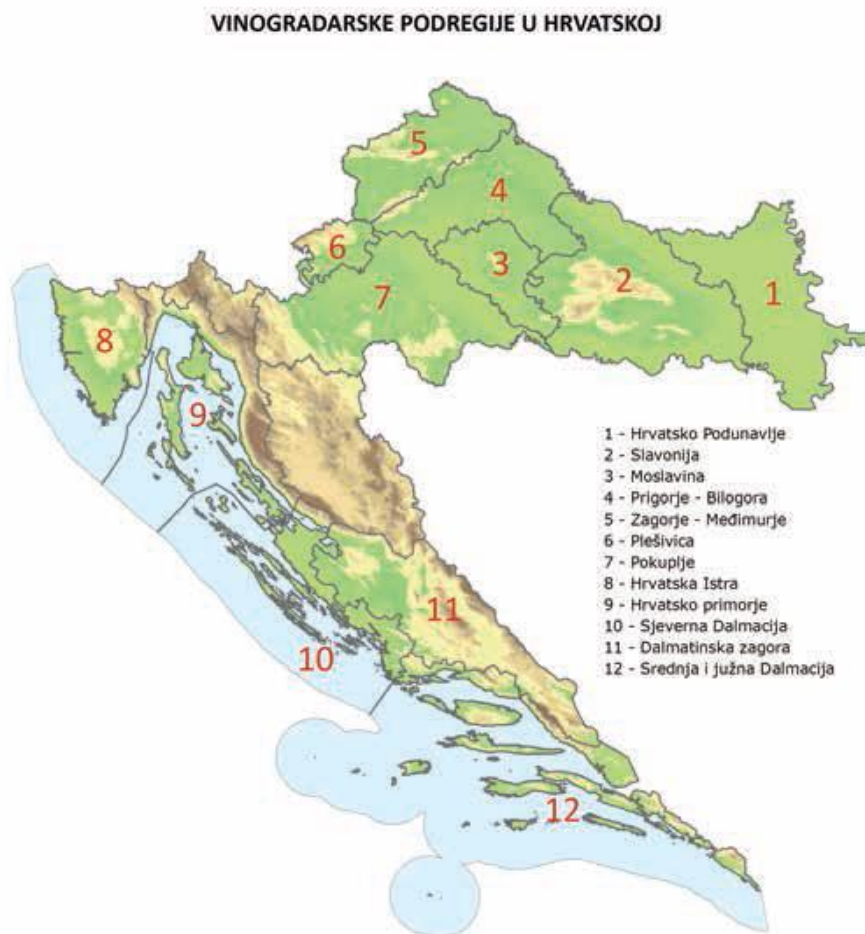 VINOGRADARSKE PODREGIJE U HRVATSKOJ
5
4
6
3
2
7
1
8
9
1 - Hrvatsko Podunavlje
2 - Slavonija
3 - Moslavina
4 - Prigorje - Bilogora
5 - Zagorje - Međimurje
6 - Plešivica
7 - Pokuplje
8 - Hrvatska Istra
9 - Hrvatsko primorje
10 - Sjeverna Dalmacija
11 - Dalmatinska zagora
12 - Srednja i južna Dalmacija
11
10
12